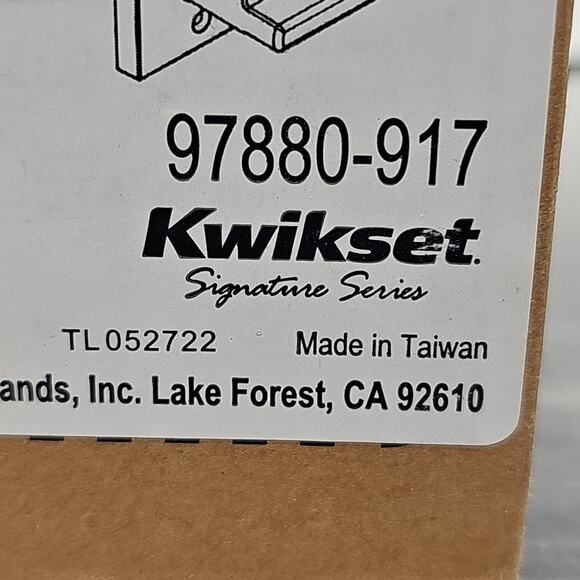 97880-917
Kwikset
Signature Series
TL052722 Made in Taiwan
ands, Inc. Lake Forest, CA 92610